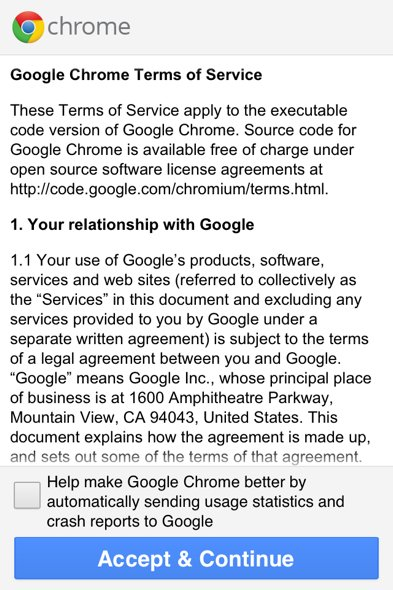 chrome
Google Chrome Terms of Service
These Terms of Service apply to the executable
code version of Google Chrome. Source code for
Google Chrome is available free of charge under
open source software license agreements at
http://code.google.com/chromium/terms.html.
1. Your relationship with Google
1.1 Your use of Google’s products, software,
services and web sites (referred to collectively as
the “Services” in this document and excluding any
services provided to you by Google under a
separate written agreement) is subject to the terms
of a legal agreement between you and Google.
“Google” means Google Inc., whose principal place
of business is at 1600 Amphitheatre Parkway,
Mountain View, CA 94043, United States. This
document explains how the agreement is made up,
and sets out some of the terms of that agreement.
Help make Google Chrome better by
automatically sending usage statistics and
crash reports to Google
Accept & Continue